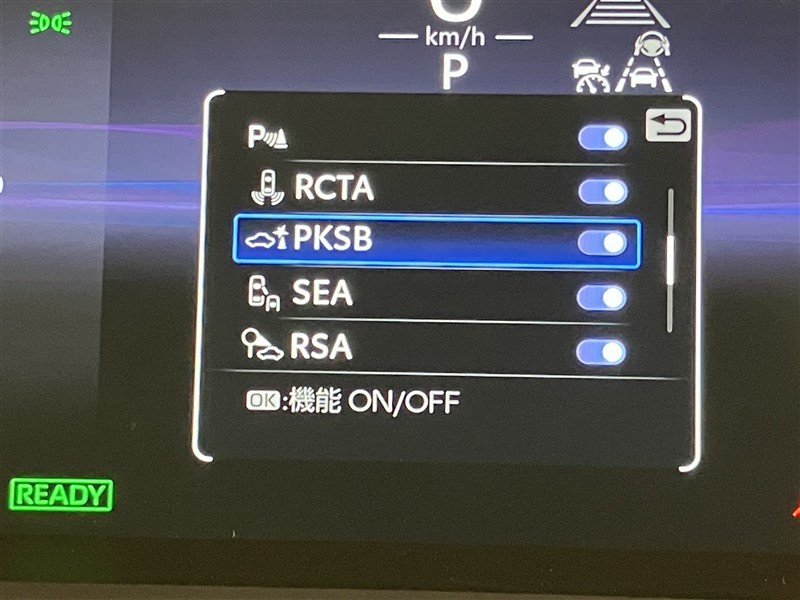 km/h
P
P
RCTA
PKSB
SEA
RSA
OK:機能 ON/OFF
READY